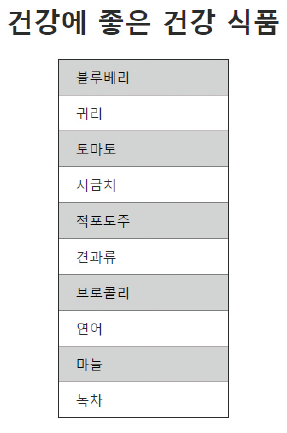 건강에 좋은 건강 식품
블루베리
귀리
토마토
시금치
적포도주
견과류
브로콜리
연어
마늘
녹차